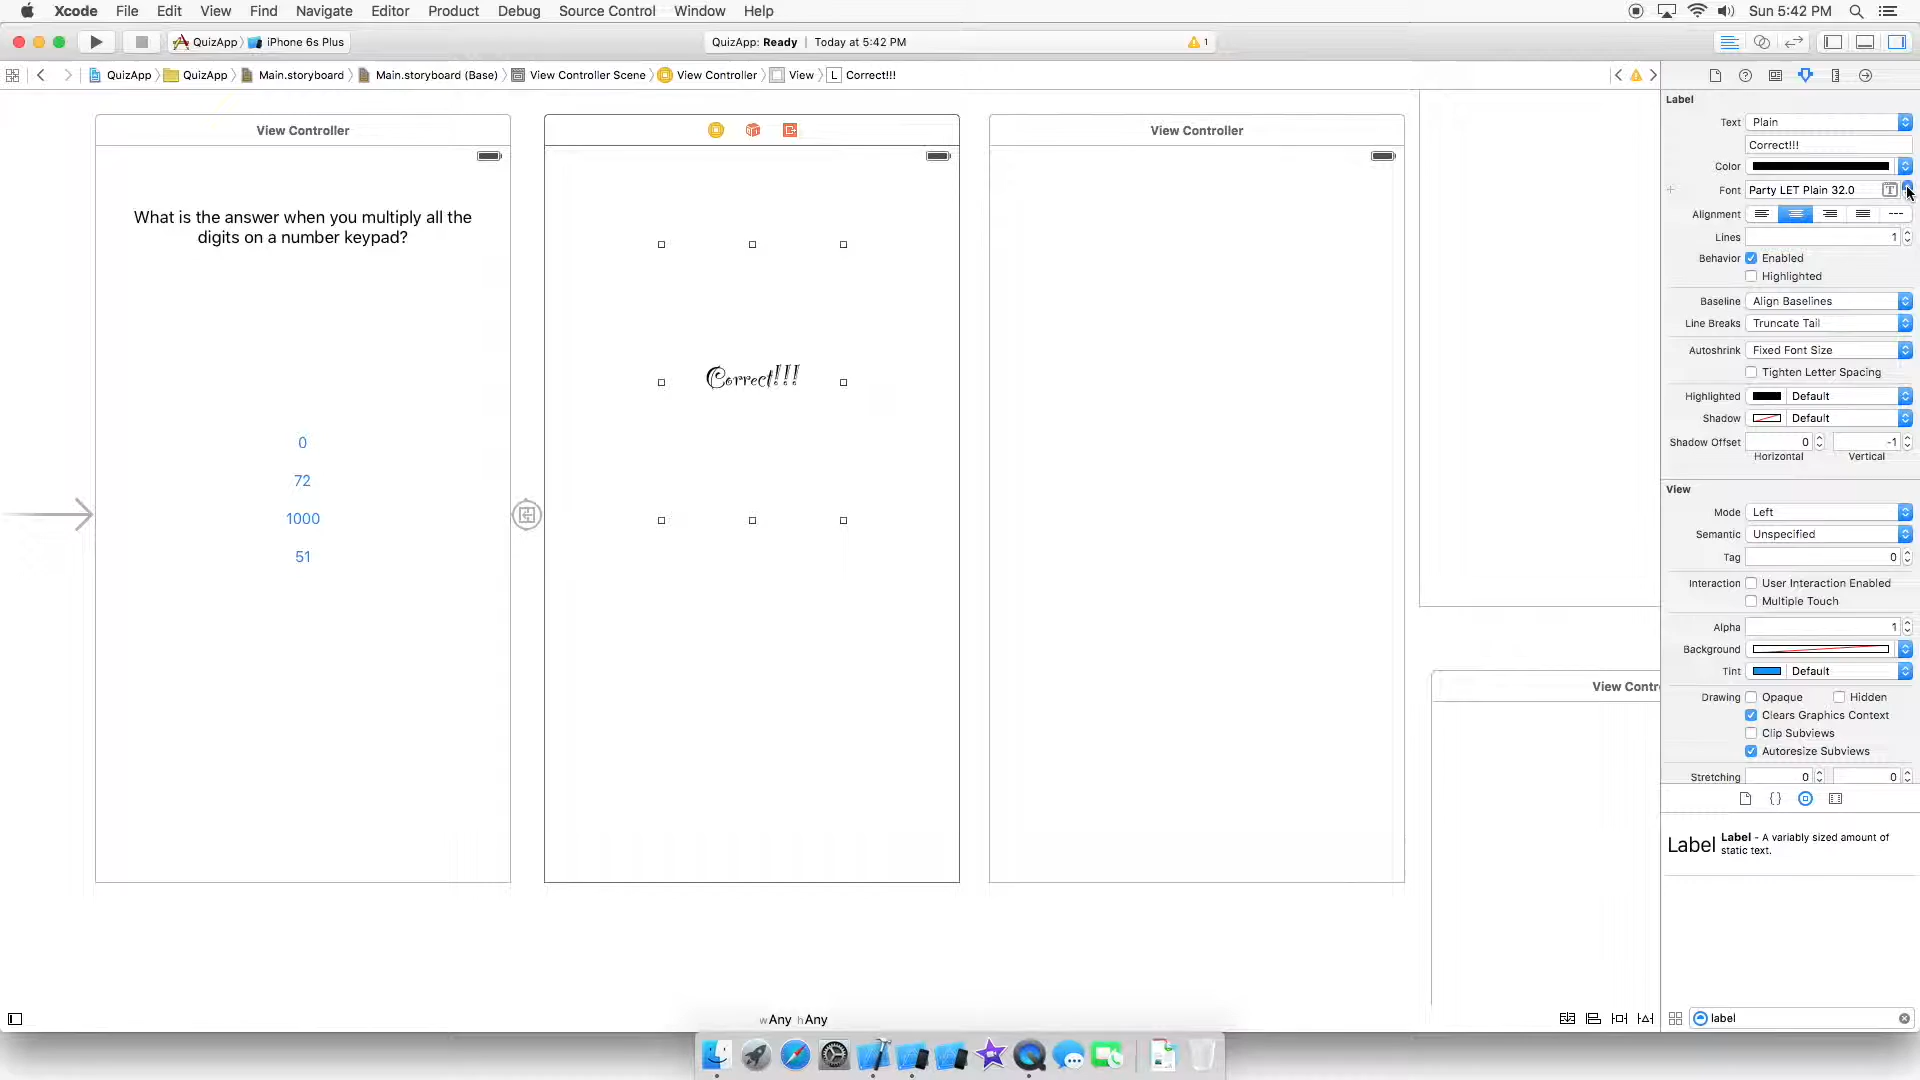 Xcode File Edit View Find Navigate Editor Product Debug Source Control Window Help Sun 5:42 PM
QuizApp iPhone 6s Plus QuizApp: Ready Today at 5:42 PM 1
QuizApp QuizApp Main.storyboard Main.storyboard (Base) View Controller Scene View Controller View L Correct!!!
View Controller
What is the answer when you multiply all the
digits on a number keypad?
0
72
1000
51
Correct!!!
View Controller
View Contr
wAny hAny
Label
Text Plain
Correct!!!
Color
Font Party LET Plain 32.0 T
Alignment
Lines 1
Behavior Enabled
Highlighted
Baseline Align Baselines
Line Breaks Truncate Tail
Autoshrink Fixed Font Size
Tighten Letter Spacing
Highlighted Default
Shadow Default
Shadow Offset 0 -1
Horizontal Vertical
View
Mode Left
Semantic Unspecified
Tag 0
Interaction User Interaction Enabled
Multiple Touch
Alpha 1
Background
Tint Default
Drawing Opaque Hidden
Clears Graphics Context
Clip Subviews
Autoresize Subviews
Stretching 0 0
Label Label - A variably sized amount of
static text.
label